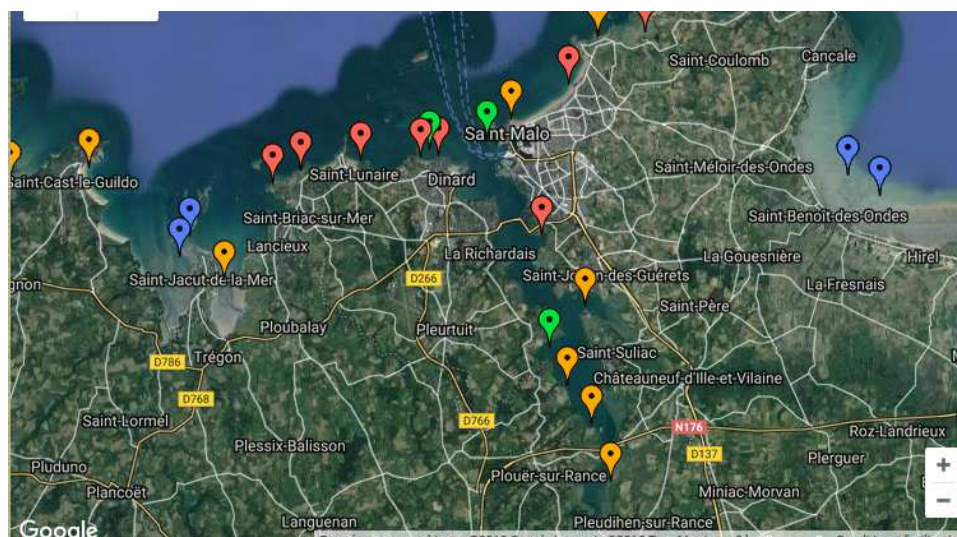 Saint-Coulomb
Cancale
Saint-Malo
Saint-Méloir-des-Ondes
Saint-Cast-le-Guildo
Saint-Lunaire
Dinard
Saint-Briac-sur-Mer
Saint-Benoît-des-Ondes
Lancieux
La Richardais
La Gouesnière
Hirel
Saint-Jacut-de-la-Mer
D266
Saint-Jouan-des-Guérets
La Fresnais
Saint-Père
Ploubalay
Pleurtuit
Trégon
D786
Saint-Suliac
Châteauneuf-d'Ille-et-Vilaine
D768
Saint-Lormel
D766
N176
Roz-Landrieux
Plessix-Balisson
D137
Plerguer
Pluduno
Plouër-sur-Rance
Plancoët
Miniac-Morvan
Languenan
Pleudihen-sur-Rance
Google